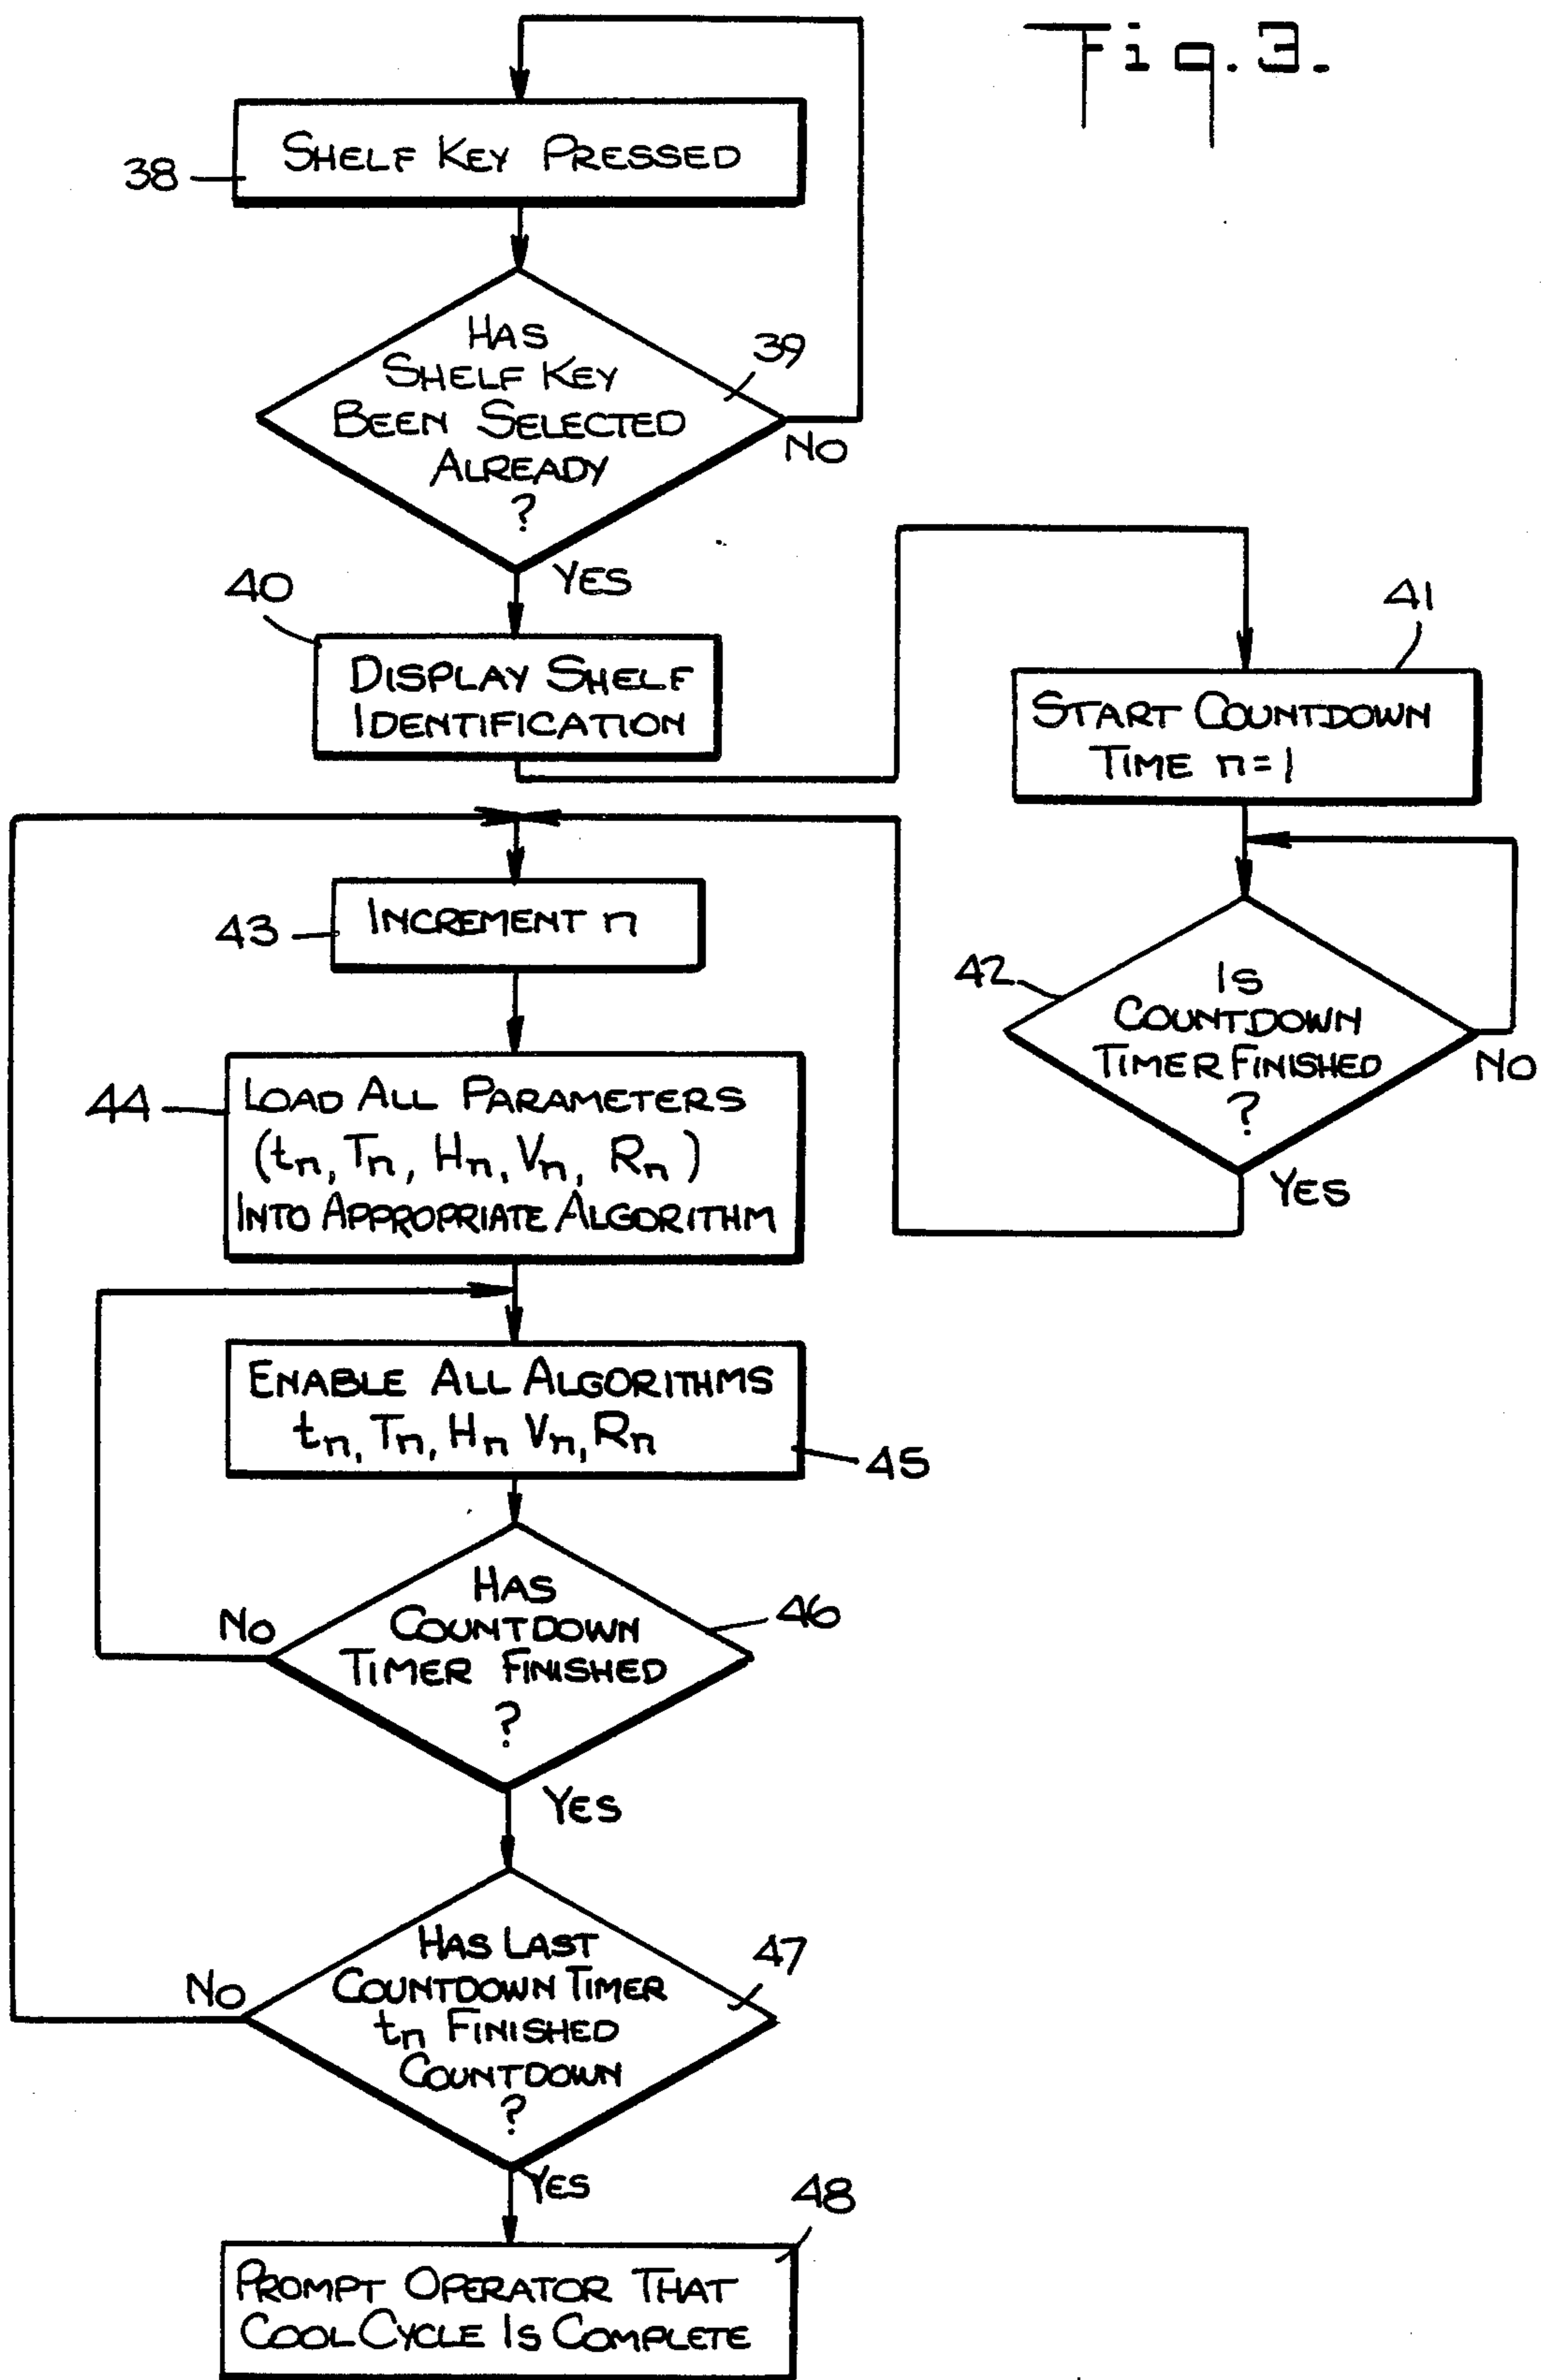 Fig. 3.
SHELF KEY PRESSED
38
HAS
SHELF KEY
BEEN SELECTED
ALREADY
?
39
NO
YES
40
DISPLAY SHELF
IDENTIFICATION
41
START COUNTDOWN
TIME n=1
42
IS
COUNTDOWN
TIMER FINISHED
?
NO
YES
43
INCREMENT n
44
LOAD ALL PARAMETERS
(tn, Tn, Hn, Vn, Rn)
INTO APPROPRIATE ALGORITHM
ENABLE ALL ALGORITHMS
tn, Tn, Hn Vn, Rn
45
HAS
COUNTDOWN
TIMER FINISHED
?
46
NO
YES
HAS LAST
COUNTDOWN TIMER
tn FINISHED
COUNTDOWN
?
47
NO
YES
48
PROMPT OPERATOR THAT
COOL CYCLE IS COMPLETE